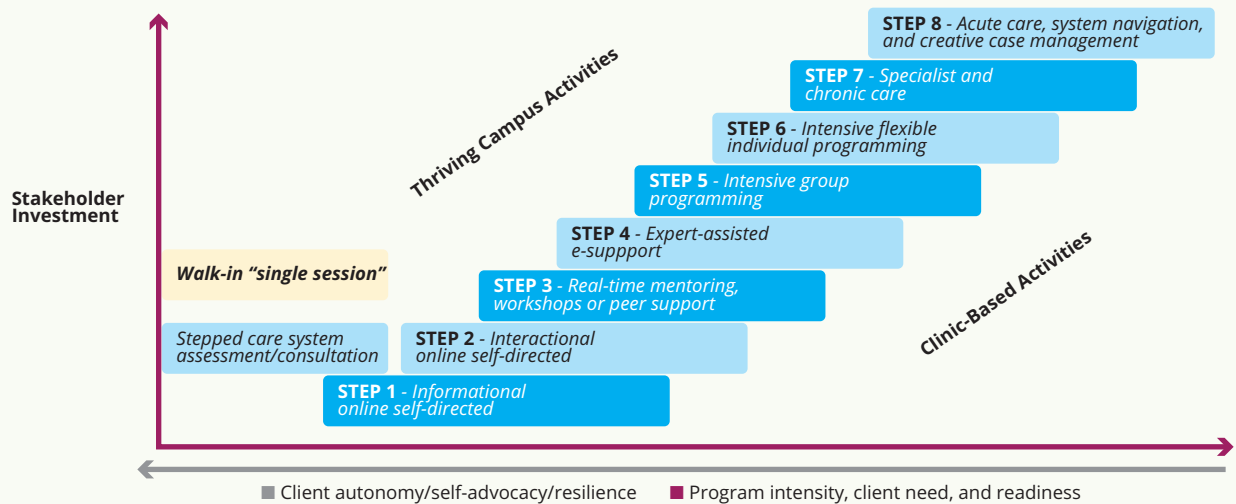 STEP 8 - Acute care, system navigation,
and creative case management
STEP 7 - Specialist and
chronic care
Thriving Campus Activities
STEP 6 - Intensive flexible
individual programming
STEP 5 - Intensive group
programming
Stakeholder
Investment
STEP 4 - Expert-assisted
e-suppport
Clinic-Based Activities
Walk-in “single session”
STEP 3 - Real-time mentoring,
workshops or peer support
Stepped care system
assessment/consultation
STEP 2 - Interactional
online self-directed
STEP 1 - Informational
online self-directed
Client autonomy/self-advocacy/resilience
Program intensity, client need, and readiness